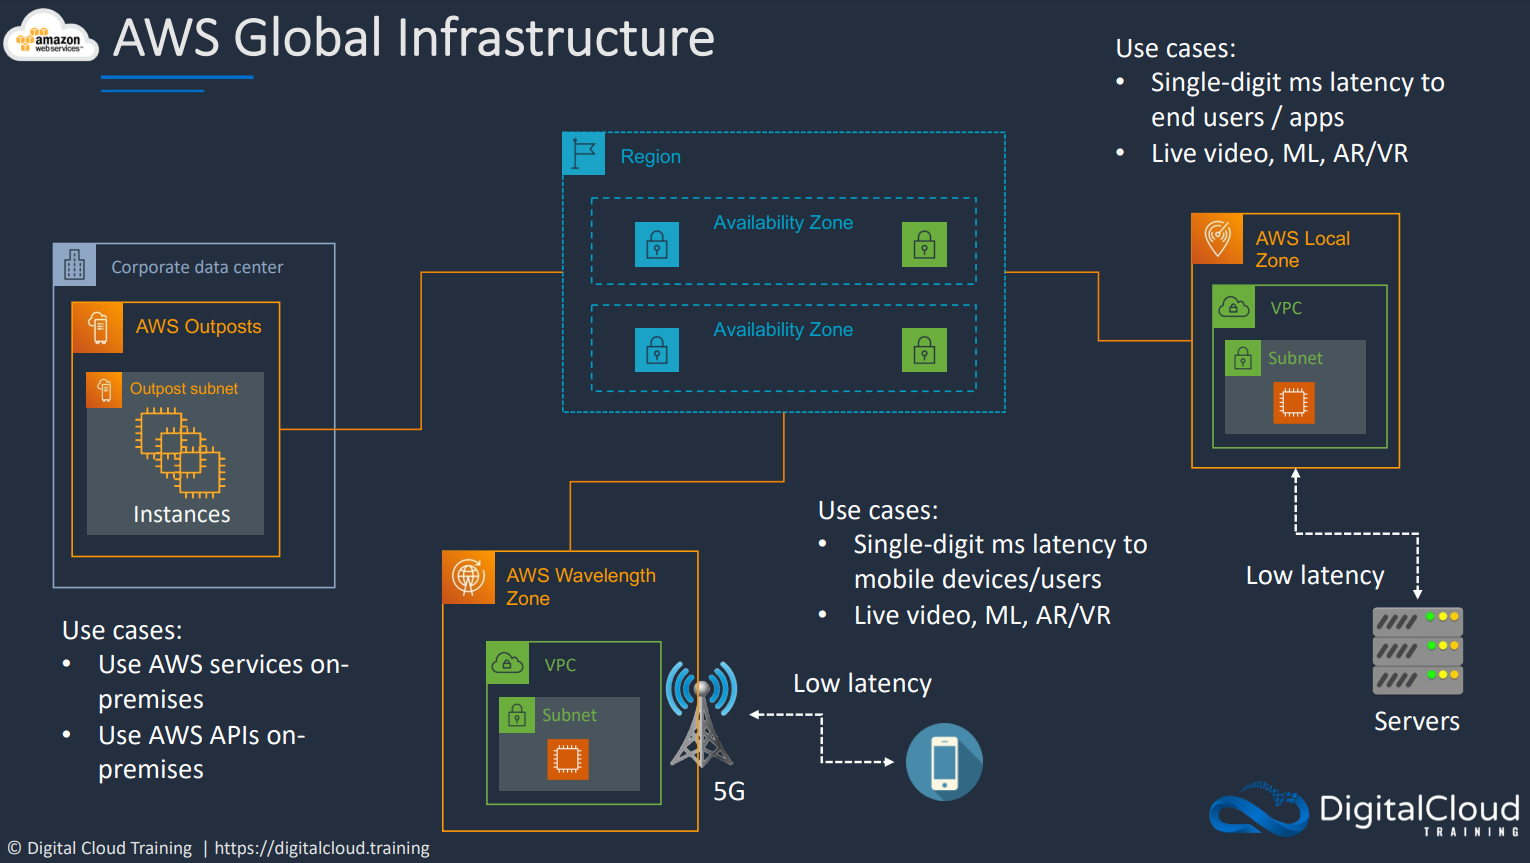 amazon
web services
AWS Global Infrastructure
Use cases:
• Single-digit ms latency to
end users / apps
• Live video, ML, AR/VR
Region
Availability Zone
Availability Zone
Corporate data center
AWS Outposts
Outpost subnet
Instances
Use cases:
• Use AWS services on-
premises
• Use AWS APIs on-
premises
AWS Local
Zone
VPC
Subnet
Low latency
Servers
Use cases:
• Single-digit ms latency to
mobile devices/users
• Live video, ML, AR/VR
AWS Wavelength
Zone
VPC
Subnet
5G
Low latency
DigitalCloud
TRAINING
© Digital Cloud Training | https://digitalcloud.training